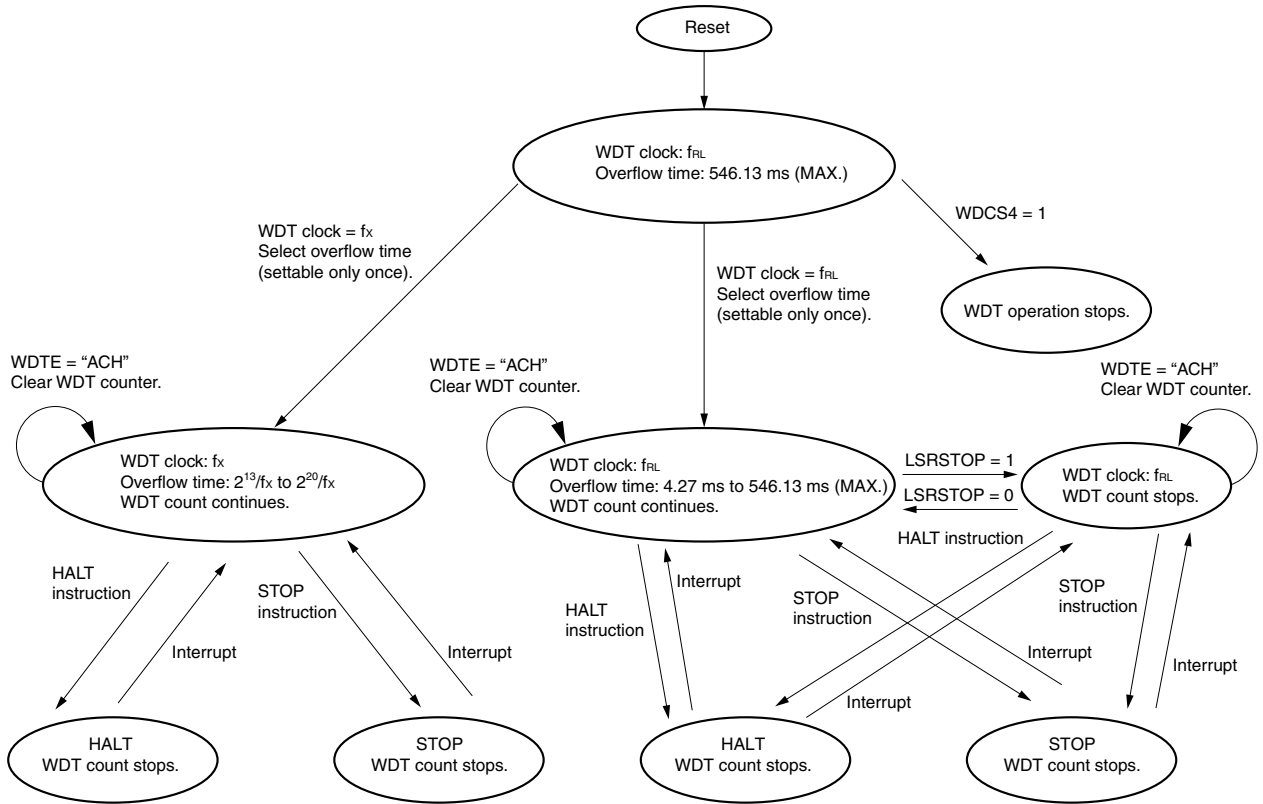 Reset
WDT clock: fRL
Overflow time: 546.13 ms (MAX.)
WDCS4 = 1
WDT clock = fX
Select overflow time
(settable only once).
WDT clock = fRL
Select overflow time
(settable only once).
WDT operation stops.
WDTE = “ACH”
Clear WDT counter.
WDTE = “ACH”
Clear WDT counter.
WDTE = “ACH”
Clear WDT counter.
WDT clock: fX
Overflow time: 2¹³/fX to 2²⁰/fX
WDT count continues.
WDT clock: fRL
Overflow time: 4.27 ms to 546.13 ms (MAX.)
WDT count continues.
LSRSTOP = 1
LSRSTOP = 0
WDT clock: fRL
WDT count stops.
HALT instruction
HALT
instruction
Interrupt
STOP
instruction
Interrupt
HALT
instruction
Interrupt
STOP
instruction
Interrupt
Interrupt
STOP
instruction
Interrupt
HALT
WDT count stops.
STOP
WDT count stops.
HALT
WDT count stops.
STOP
WDT count stops.